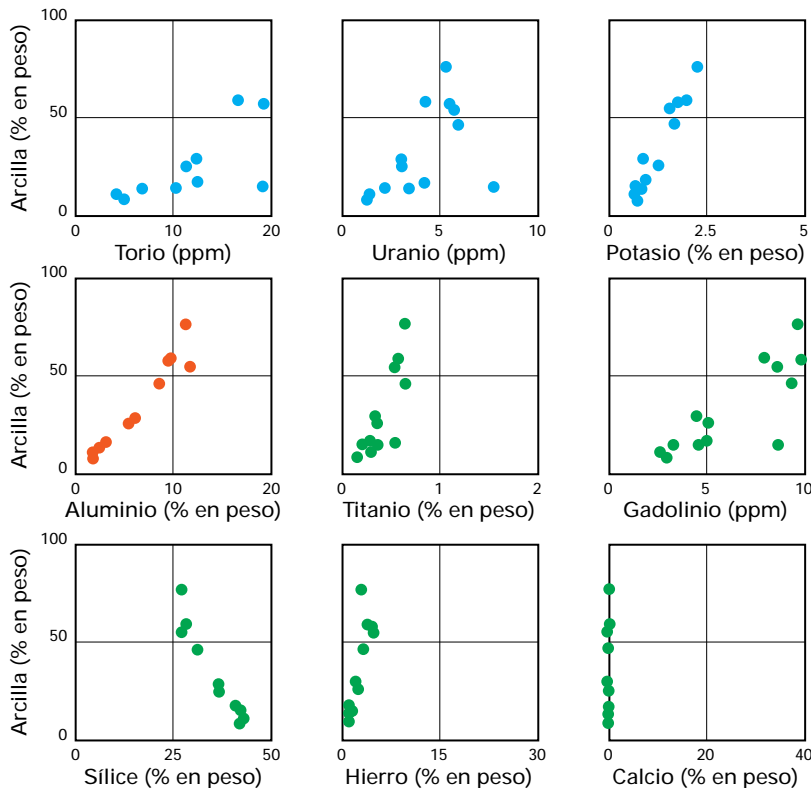 100
Arcilla (% en peso)
50
0
0 10 20
Torio (ppm)
0 5 10
Uranio (ppm)
0 2.5 5
Potasio (% en peso)
100
Arcilla (% en peso)
50
0
0 10 20
Aluminio (% en peso)
0 1 2
Titanio (% en peso)
0 5 10
Gadolinio (ppm)
100
Arcilla (% en peso)
50
0
0 25 50
Sílice (% en peso)
0 15 30
Hierro (% en peso)
0 20 40
Calcio (% en peso)